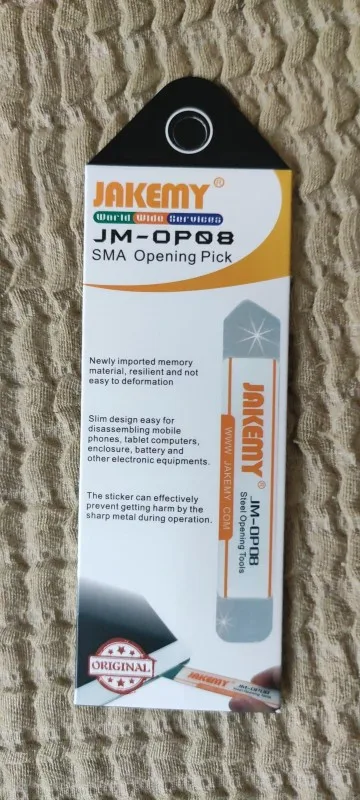 JAKEMY®
World Wide Services
JM-OP08
SMA Opening Pick
Newly imported memory
material, resilient and not
easy to deformation
Slim design easy for
disassembling mobile
phones, tablet computers,
enclosure, battery and
other electronic equipments.
The sticker can effectively
prevent getting harm by the
sharp metal during operation.
JAKEMY®
WWW.JAKEMY.COM
JM-OP08
Steel Opening Tools
ORIGINAL
JAKEMY
JM-OP08